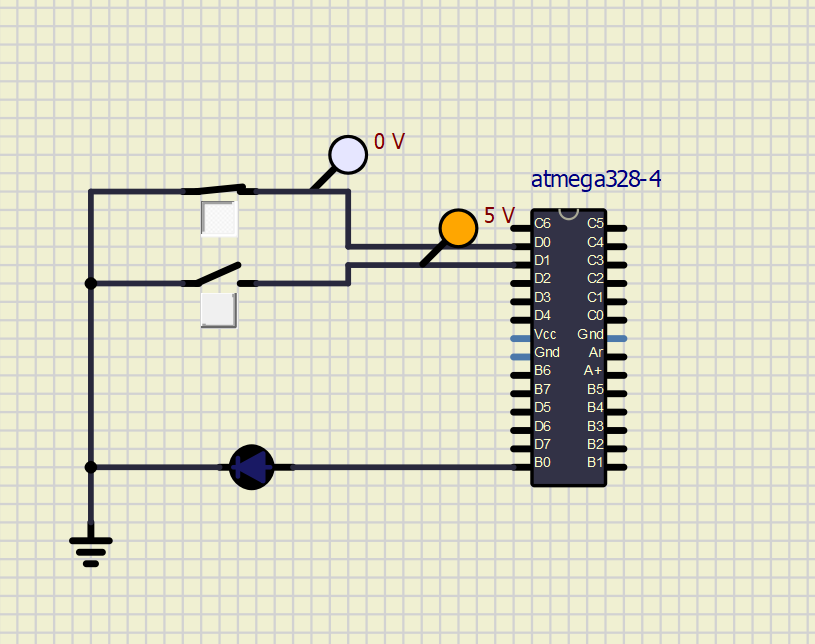 0 V
5 V
atmega328-4
C6 C5
D0 C4
D1 C3
D2 C2
D3 C1
D4 C0
Vcc Gnd
Gnd Ar
B6 A+
B7 B5
D5 B4
D6 B3
D7 B2
B0 B1